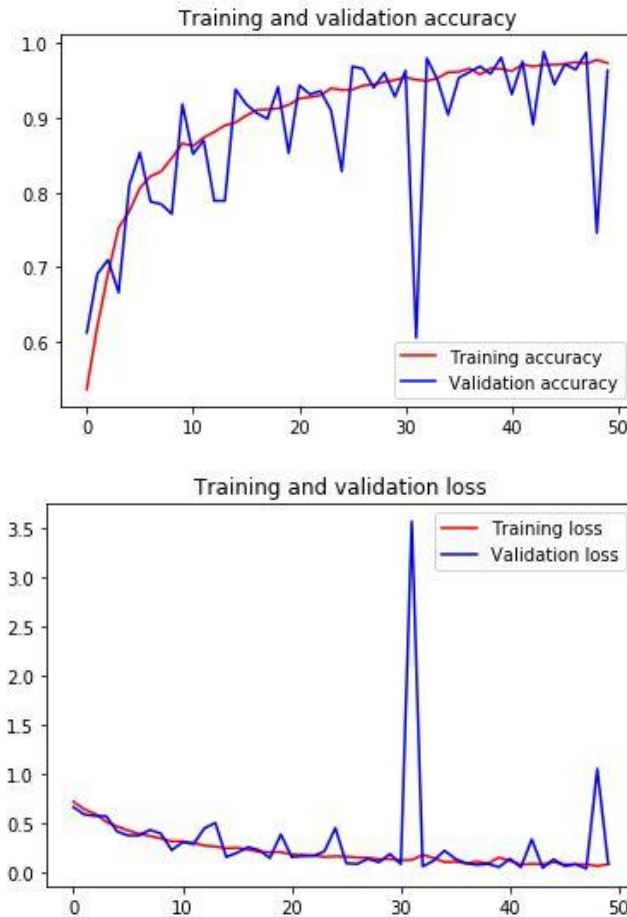 Training and validation accuracy
1.0
0.9
0.8
0.7
0.6
Training accuracy
Validation accuracy
0 10 20 30 40 50
Training and validation loss
3.5
3.0
2.5
2.0
1.5
1.0
0.5
0.0
Training loss
Validation loss
0 10 20 30 40 50